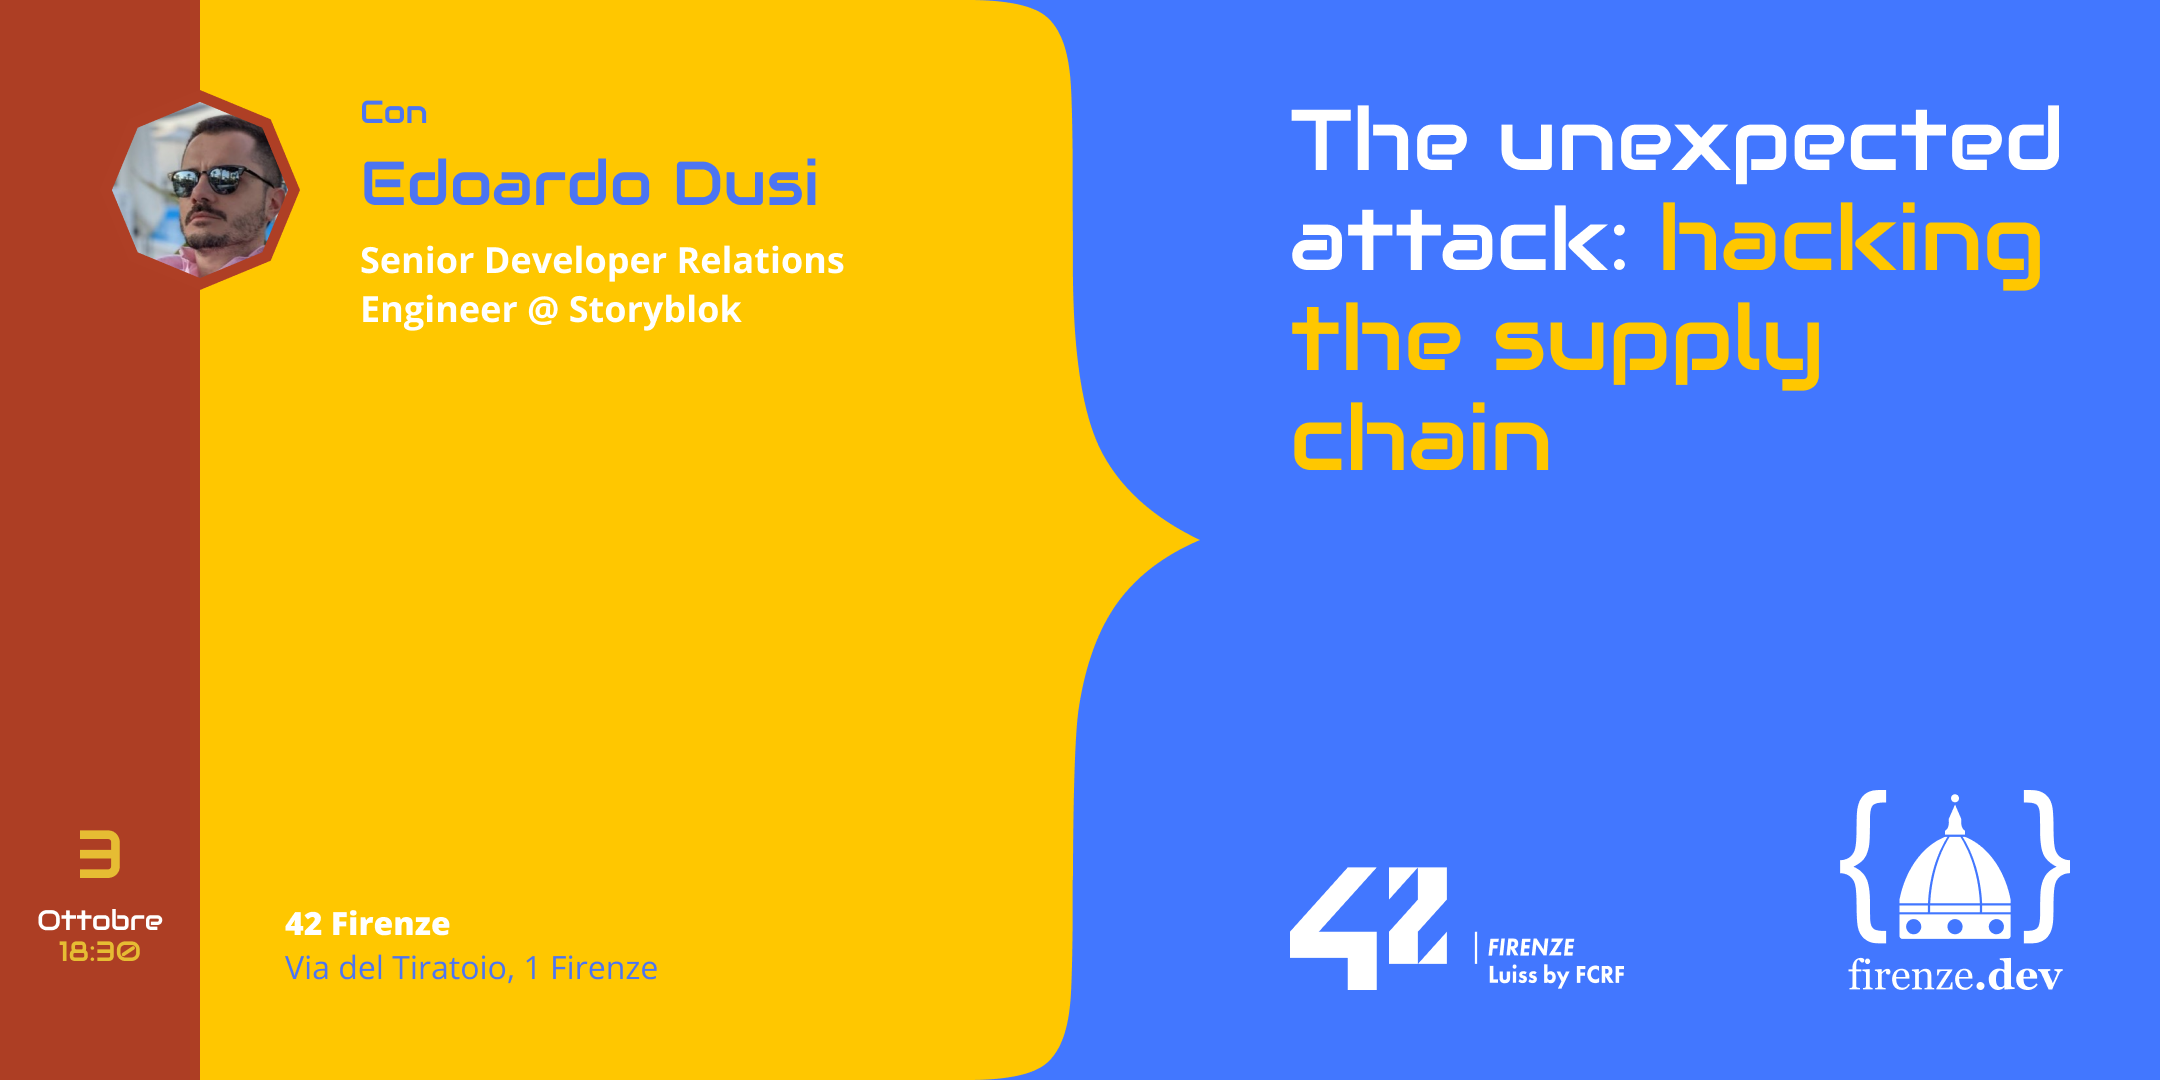 Con
Edoardo Dusi
Senior Developer Relations
Engineer @ Storyblok
The unexpected
attack: hacking
the supply
chain
3
Ottobre
18:30
42 Firenze
Via del Tiratoio, 1 Firenze
42
FIRENZE
Luiss by FCRF
{ }
firenze.dev